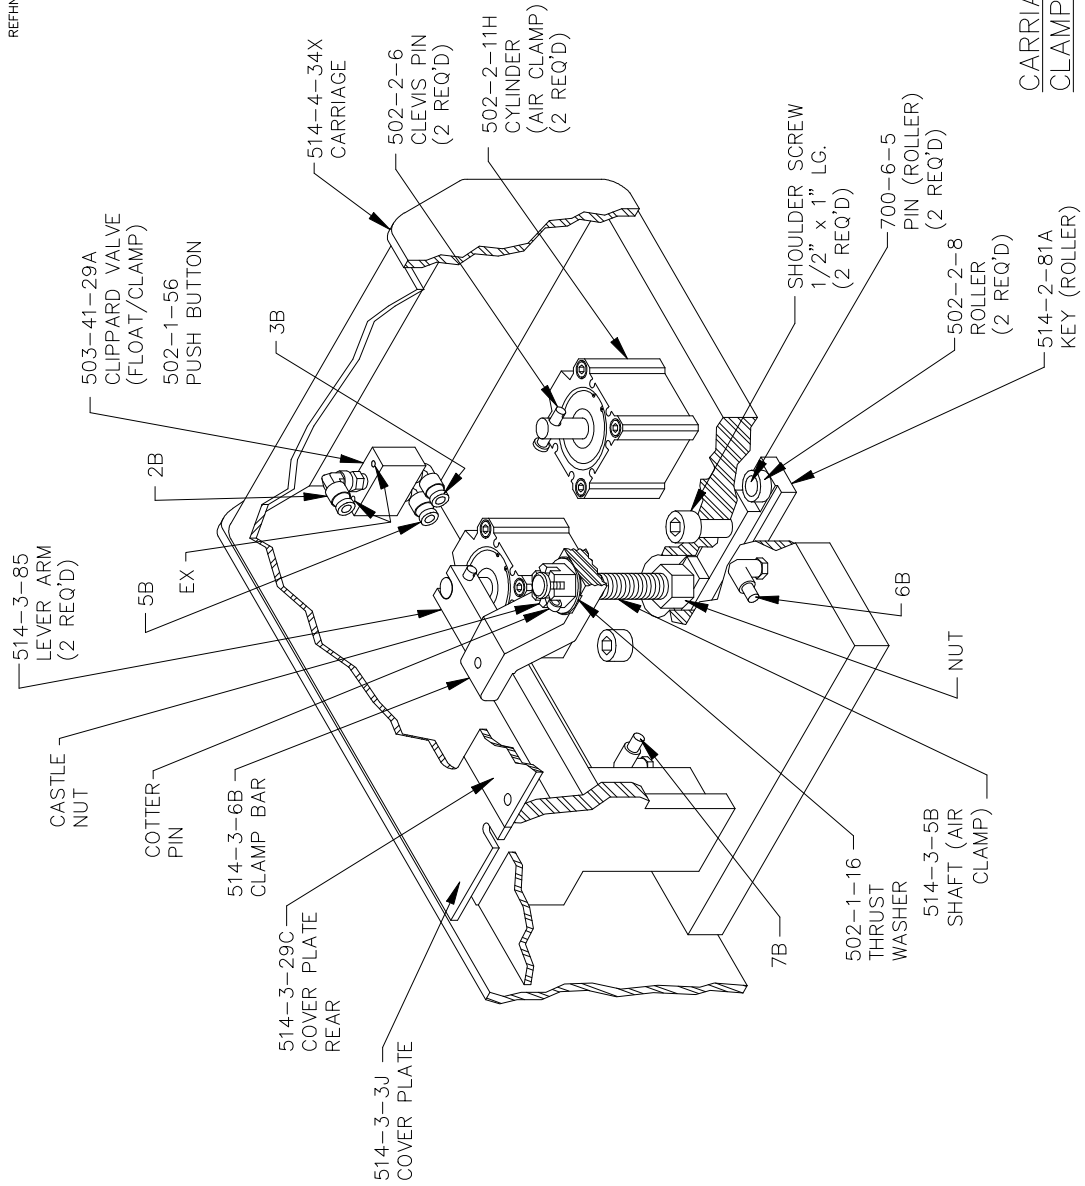 REFHN
514-4-34X
CARRIAGE
502-2-6
CLEVIS PIN
(2 REQ'D)
502-2-11H
CYLINDER
(AIR CLAMP)
(2 REQ'D)
CARRIA
CLAMP
503-41-29A
CLIPPARD VALVE
(FLOAT/CLAMP)
502-1-56
PUSH BUTTON
3B
2B
SHOULDER SCREW
1/2" x 1" LG.
(2 REQ'D)
700-6-5
PIN (ROLLER)
(2 REQ'D)
502-2-8
ROLLER
(2 REQ'D)
514-2-81A
KEY (ROLLER)
514-3-85
LEVER ARM
(2 REQ'D)
5B
EX
6B
NUT
CASTLE
NUT
COTTER
PIN
514-3-6B
CLAMP BAR
514-3-29C
COVER PLATE
REAR
514-3-3J
COVER PLATE
7B
502-1-16
THRUST
WASHER
514-3-5B
SHAFT (AIR
CLAMP)